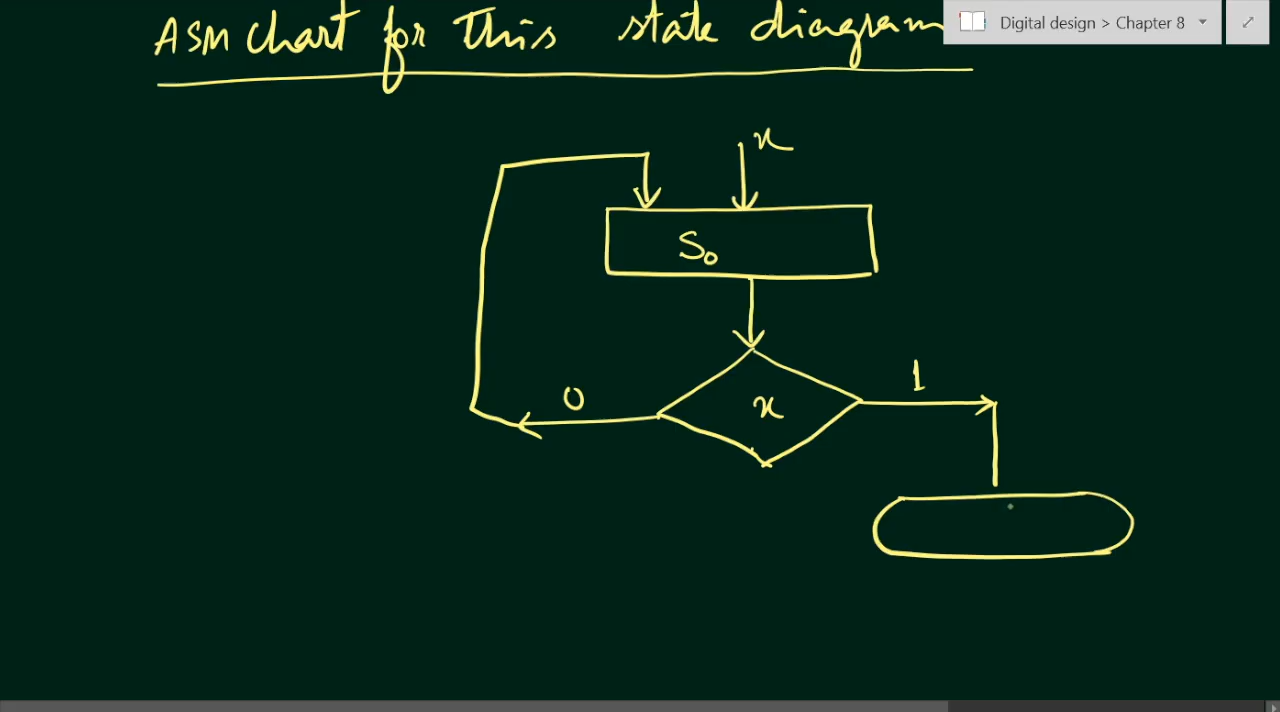 Digital design > Chapter 8
ASM chart for this state diagram
x
S₀
0
x
1